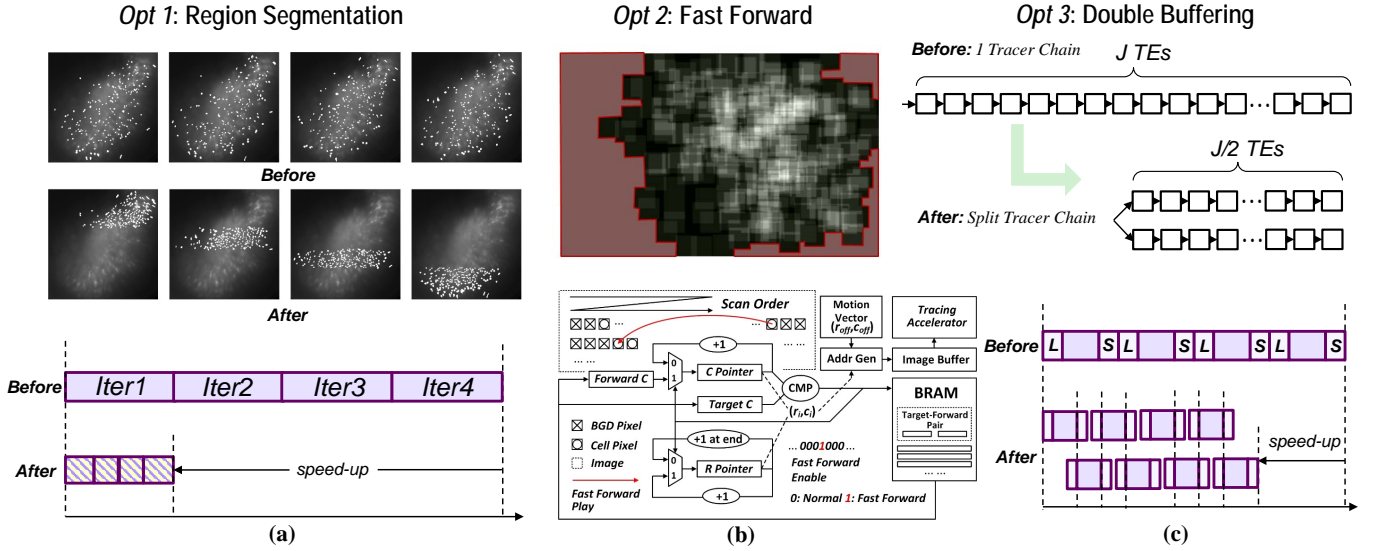 Opt 1: Region Segmentation
Before
After
Before
Iter1
Iter2
Iter3
Iter4
After
speed-up
(a)
Opt 2: Fast Forward
Scan Order
...
...
... ...
... ...
Motion
Vector
(roff,coff)
Tracing
Accelerator
Addr Gen
Image Buffer
+1
0
1
Forward C
C Pointer
Target C
CMP
(ri,ci)
BRAM
Target-Forward
Pair
... ...
BGD Pixel
Cell Pixel
Image
Fast Forward
Play
+1 at end
0
1
R Pointer
+1
...0001000...
Fast Forward
Enable
0: Normal 1: Fast Forward
(b)
Opt 3: Double Buffering
Before: 1 Tracer Chain
J TEs
...
J/2 TEs
After: Split Tracer Chain
...
...
Before
L S L S L S L S
After
speed-up
(c)